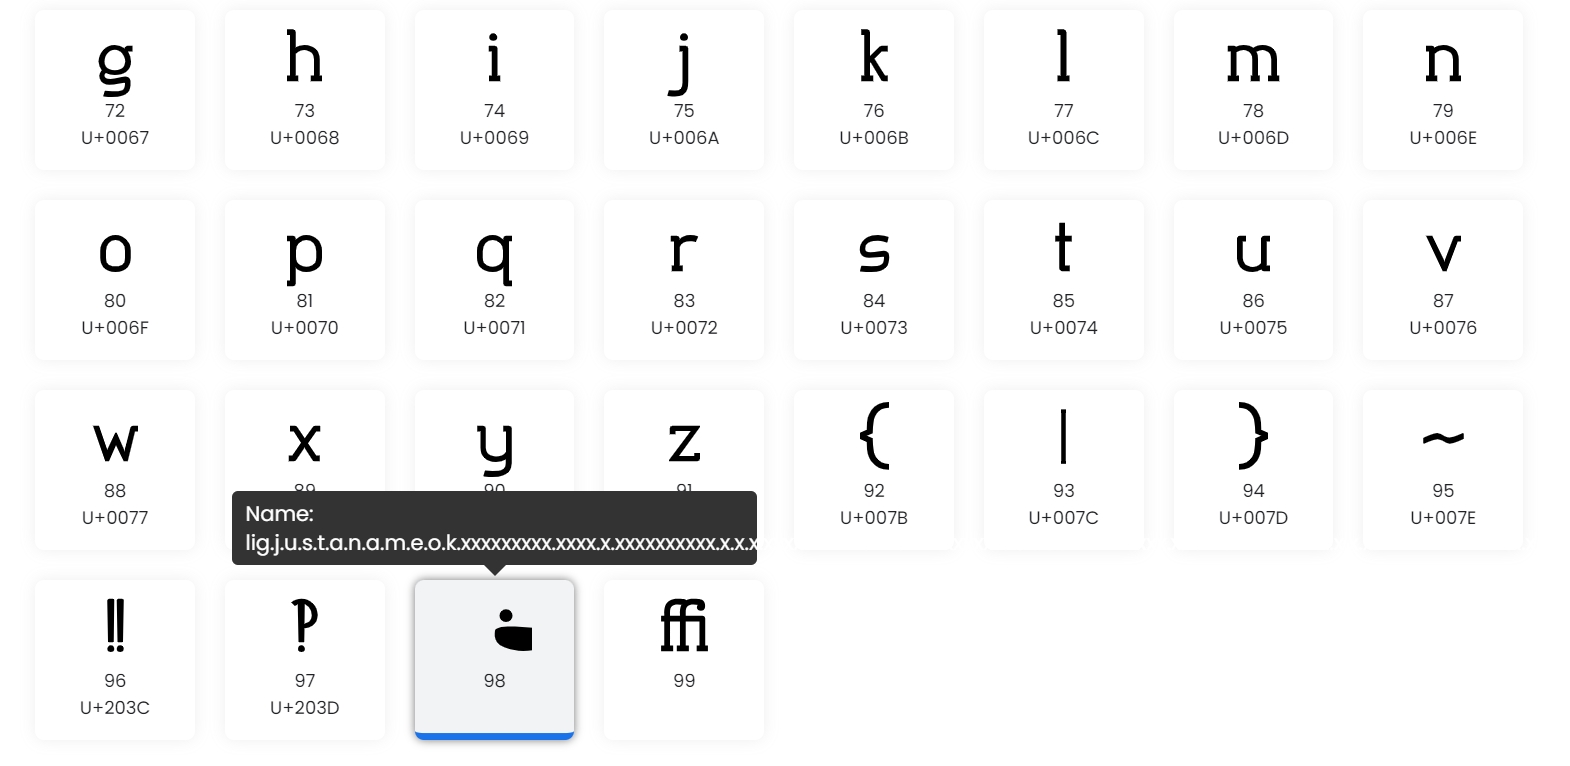 g h i j k l m n
72 73 74 75 76 77 78 79
U+0067 U+0068 U+0069 U+006A U+006B U+006C U+006D U+006E
o p q r s t u v
80 81 82 83 84 85 86 87
U+006F U+0070 U+0071 U+0072 U+0073 U+0074 U+0075 U+0076
w x y z { | } ~
88 89 90 91 92 93 94 95
U+0077 U+007B U+007C U+007D U+007E
Name:
lig.j.u.s.t.a.n.a.m.e.o.k.xxxxxxxxx.xxxx.x.xxxxxxxxxx.x.x.x
‼ ‽ ffi
96 97 98 99
U+203C U+203D